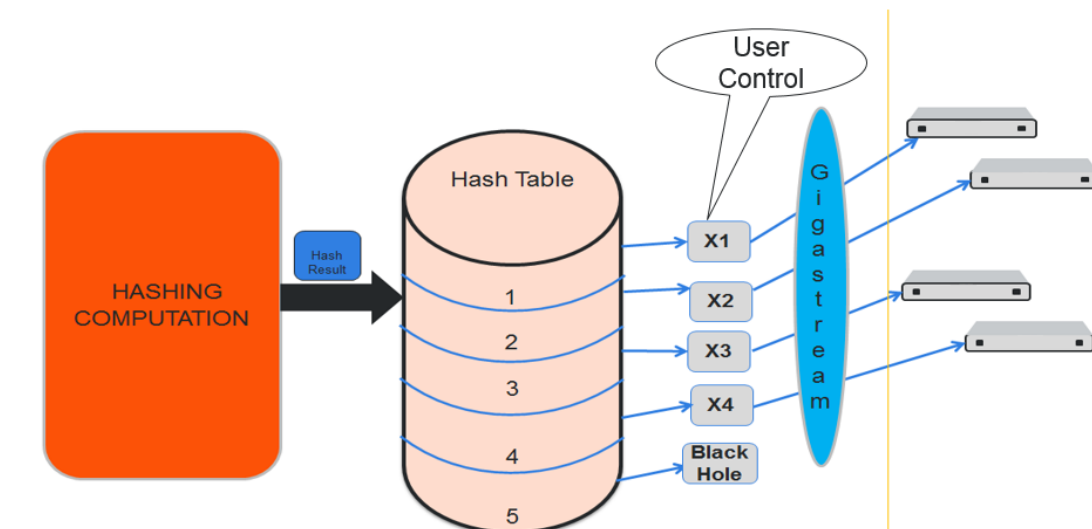 User
Control
Hash Table
Hash
Result
HASHING
COMPUTATION
1
2
3
4
5
X1
X2
X3
X4
Black
Hole
Gigastream